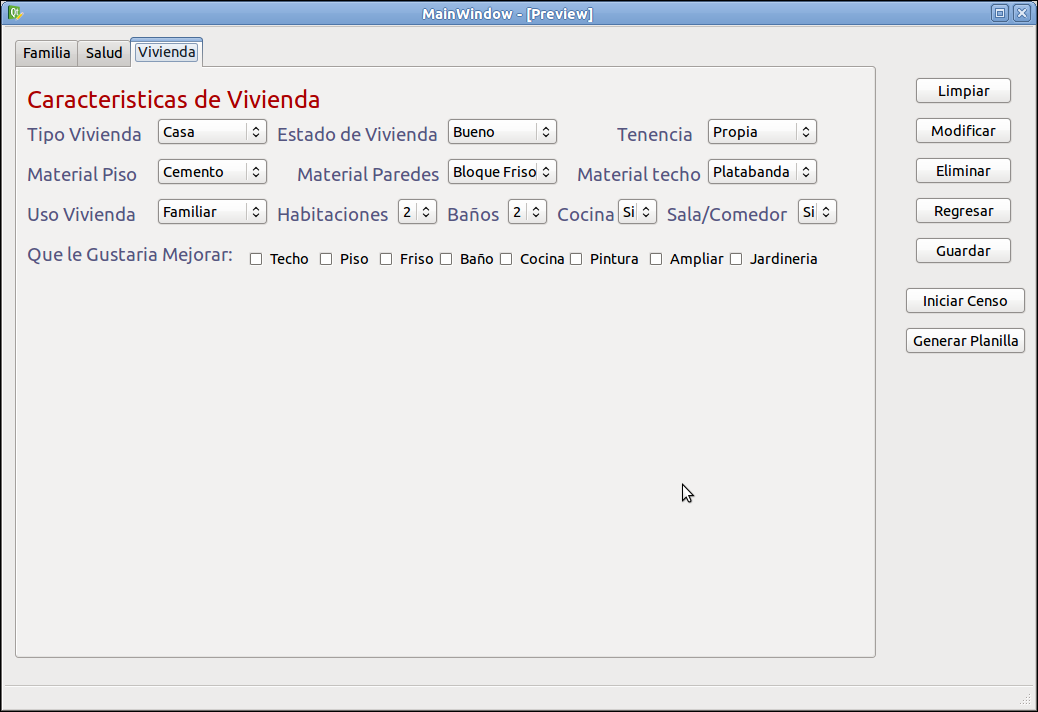 MainWindow - [Preview]
Familia Salud Vivienda
Caracteristicas de Vivienda
Tipo Vivienda Casa Estado de Vivienda Bueno Tenencia Propia
Material Piso Cemento Material Paredes Bloque Friso Material techo Platabanda
Uso Vivienda Familiar Habitaciones 2 Baños 2 Cocina Si Sala/Comedor Si
Que le Gustaria Mejorar: Techo Piso Friso Baño Cocina Pintura Ampliar Jardineria
Limpiar
Modificar
Eliminar
Regresar
Guardar
Iniciar Censo
Generar Planilla